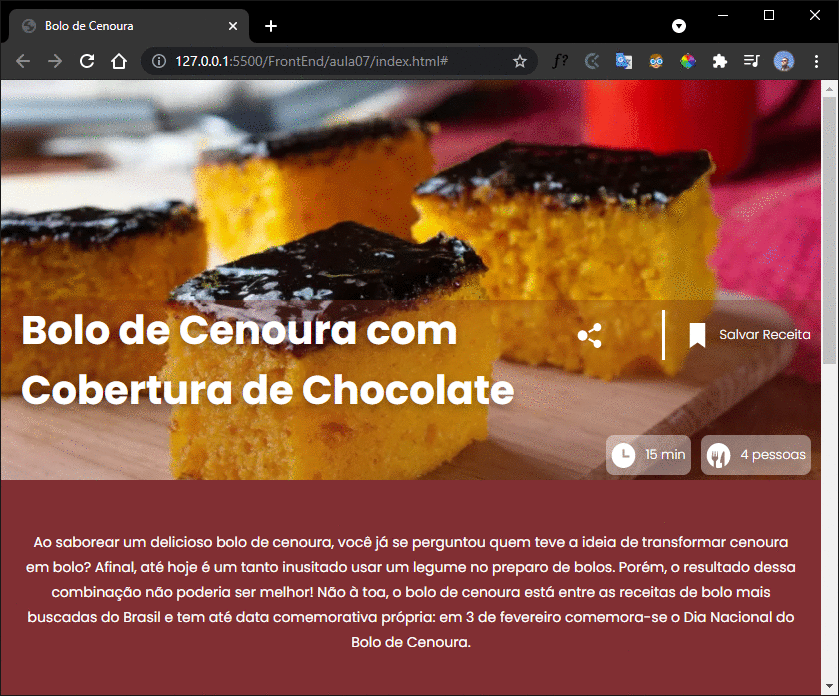 Bolo de Cenoura
127.0.0.1:5500/FrontEnd/aula07/index.html#
f?
Bolo de Cenoura com
Cobertura de Chocolate
Salvar Receita
15 min
4 pessoas
Ao saborear um delicioso bolo de cenoura, você já se perguntou quem teve a ideia de transformar cenoura
em bolo? Afinal, até hoje é um tanto inusitado usar um legume no preparo de bolos. Porém, o resultado dessa
combinação não poderia ser melhor! Não à toa, o bolo de cenoura está entre as receitas de bolo mais
buscadas do Brasil e tem até data comemorativa própria: em 3 de fevereiro comemora-se o Dia Nacional do
Bolo de Cenoura.